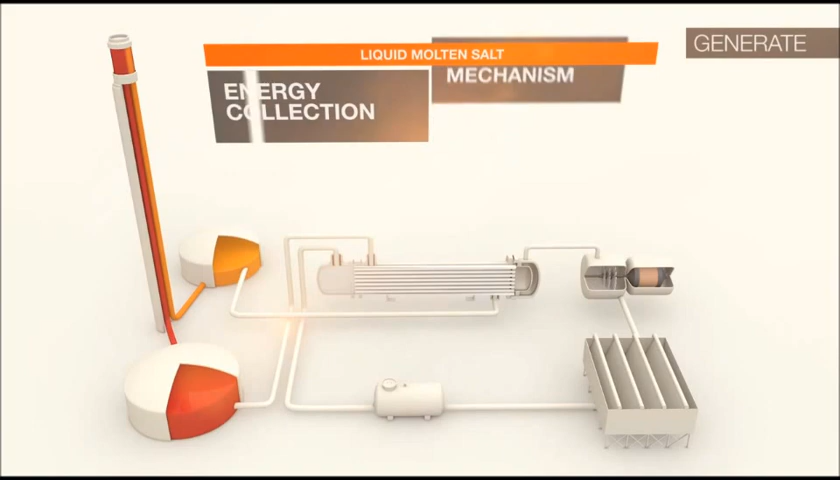 LIQUID MOLTEN SALT
GENERATE
ENERGY
COLLECTION
MECHANISM